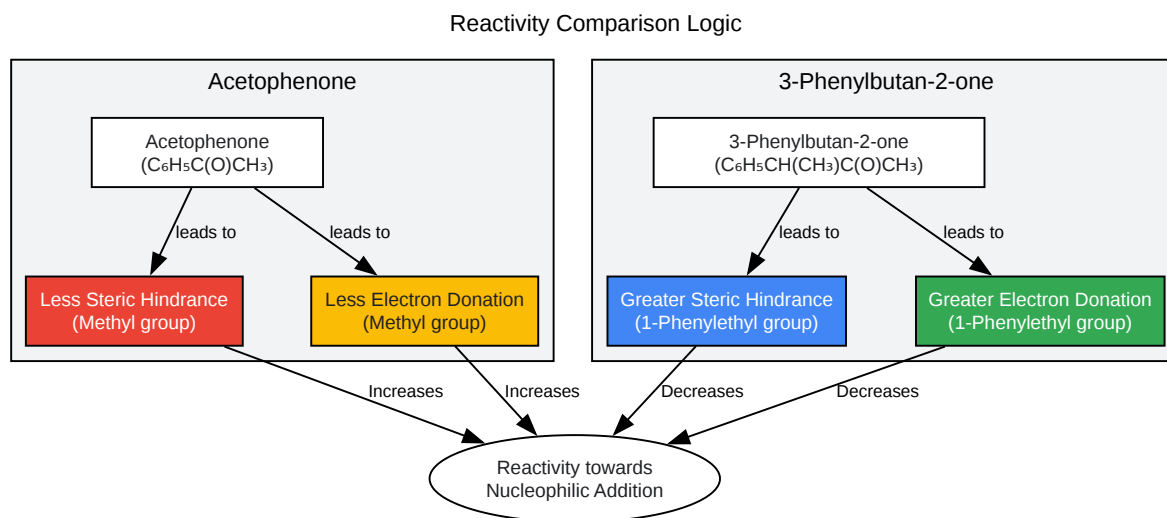 Reactivity Comparison Logic
Acetophenone
3-Phenylbutan-2-one
Acetophenone
(C₆H₅C(O)CH₃)
3-Phenylbutan-2-one
(C₆H₅CH(CH₃)C(O)CH₃)
leads to
leads to
leads to
leads to
Less Steric Hindrance
(Methyl group)
Less Electron Donation
(Methyl group)
Greater Steric Hindrance
(1-Phenylethyl group)
Greater Electron Donation
(1-Phenylethyl group)
Increases
Increases
Decreases
Decreases
Reactivity towards
Nucleophilic Addition